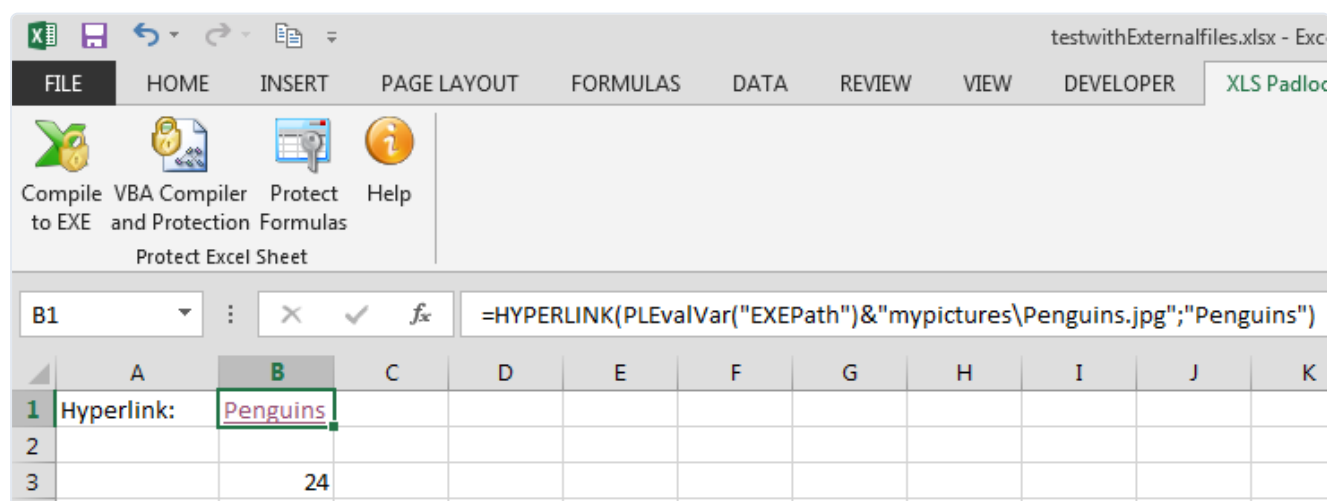 testwithExternalfiles.xlsx - Exc
FILE HOME INSERT PAGE LAYOUT FORMULAS DATA REVIEW VIEW DEVELOPER XLS Padloc
Compile VBA Compiler Protect Help
to EXE and Protection Formulas
Protect Excel Sheet
B1 fx =HYPERLINK(PLEvalVar("EXEPath")&"mypictures\Penguins.jpg";"Penguins")
A B C D E F G H I J K
1 Hyperlink: Penguins
2
3 24